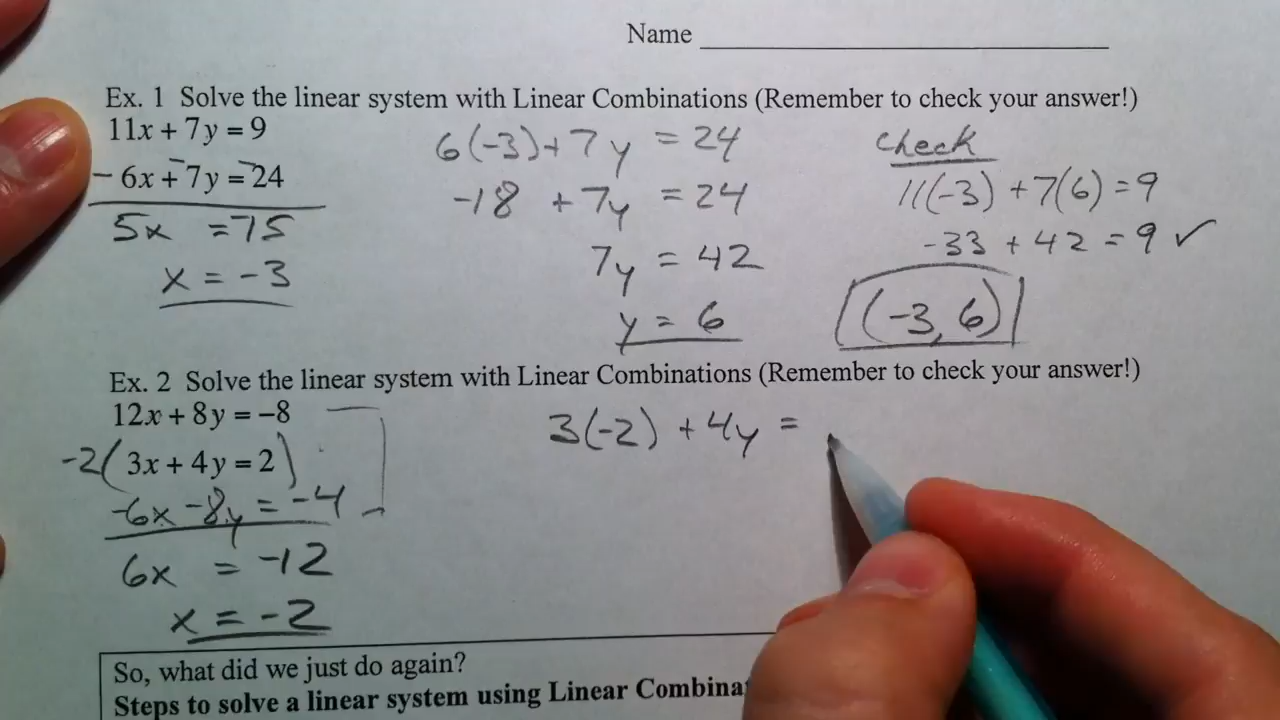 Name
Ex. 1 Solve the linear system with Linear Combinations (Remember to check your answer!)
11x + 7y = 9
- 6x + 7y = 24
5x = 75
x = -3
6(-3) + 7y = 24
-18 + 7y = 24
7y = 42
y = 6
check
11(-3) + 7(6) = 9
-33 + 42 = 9 ✓
(-3, 6)
Ex. 2 Solve the linear system with Linear Combinations (Remember to check your answer!)
12x + 8y = -8
-2( 3x + 4y = 2 )
-6x - 8y = -4
6x = -12
x = -2
3(-2) + 4y =
So, what did we just do again?
Steps to solve a linear system using Linear